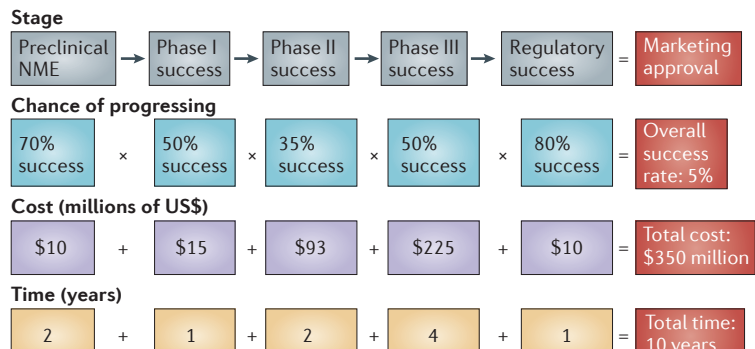 Stage
Preclinical NME → Phase I success → Phase II success → Phase III success → Regulatory success = Marketing approval
Chance of progressing
70% success × 50% success × 35% success × 50% success × 80% success = Overall success rate: 5%
Cost (millions of US$)
$10 + $15 + $93 + $225 + $10 = Total cost: $350 million
Time (years)
2 + 1 + 2 + 4 + 1 = Total time: 10 years